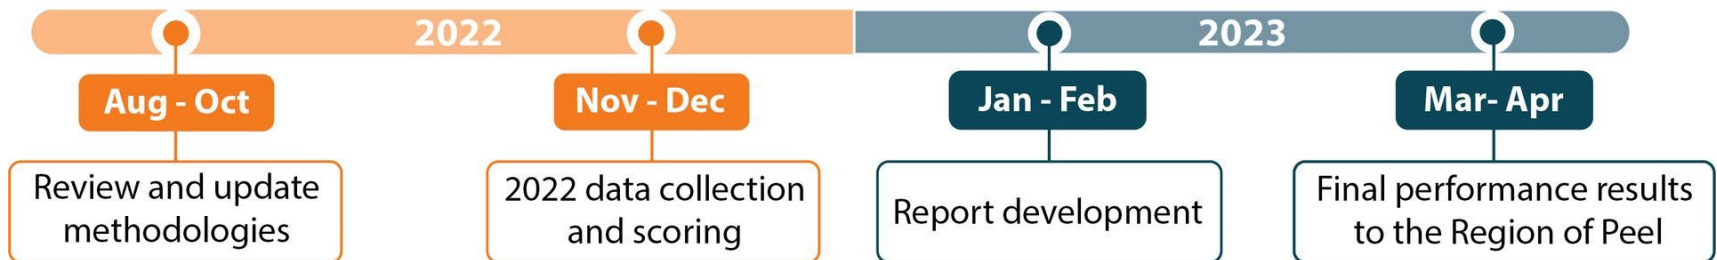 2022
2023
Aug - Oct
Nov - Dec
Jan - Feb
Mar- Apr
Review and update
methodologies
2022 data collection
and scoring
Report development
Final performance results
to the Region of Peel